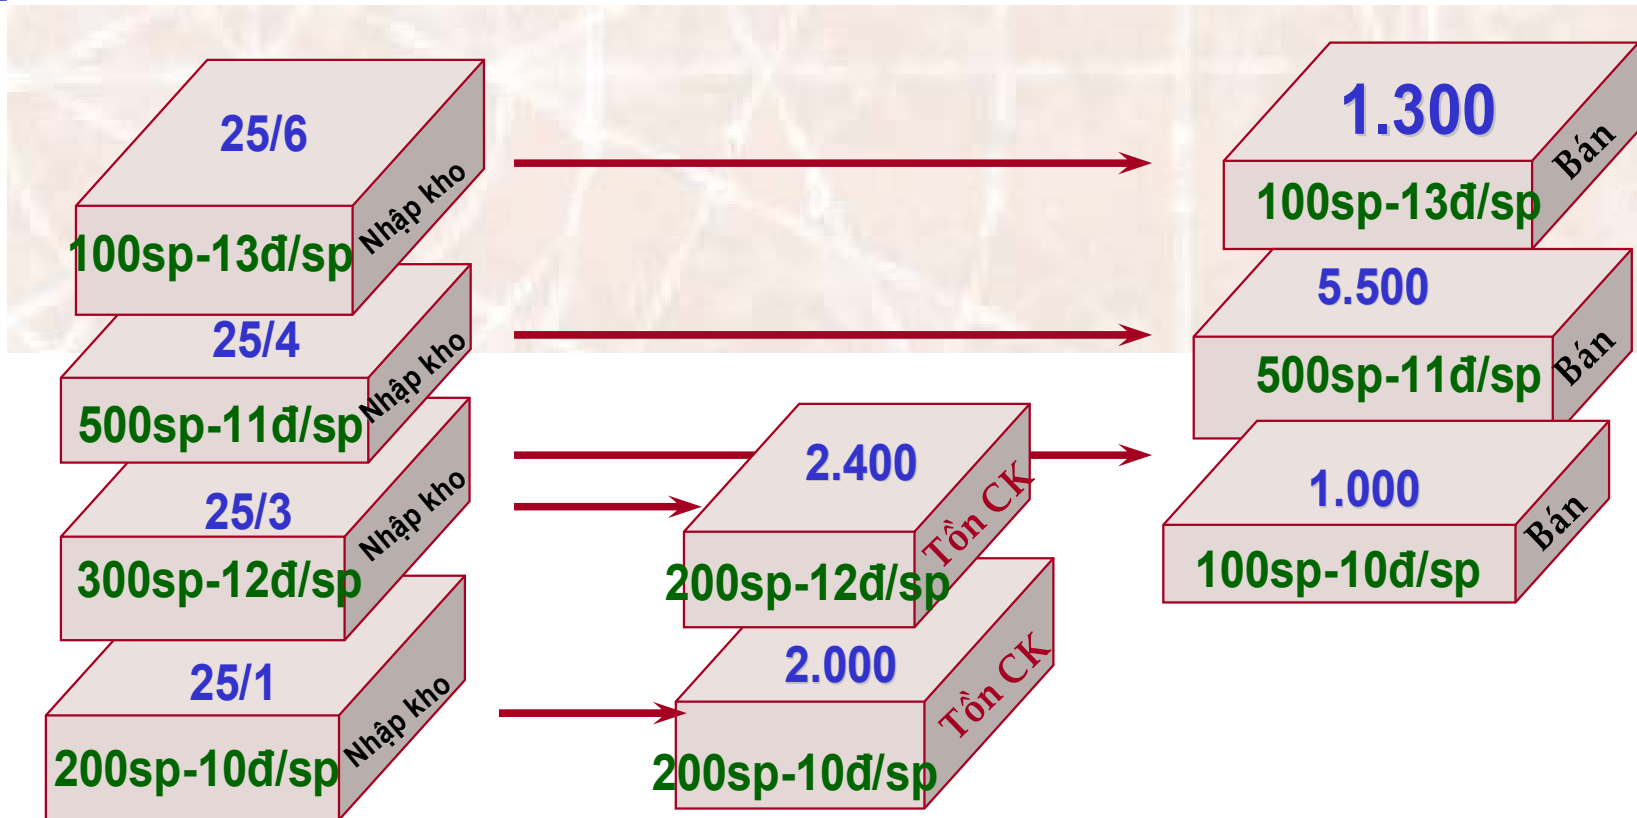 25/6
100sp-13đ/sp
Nhập kho
25/4
500sp-11đ/sp
Nhập kho
25/3
300sp-12đ/sp
Nhập kho
25/1
200sp-10đ/sp
Nhập kho
2.400
200sp-12đ/sp
Tồn CK
2.000
200sp-10đ/sp
Tồn CK
1.300
100sp-13đ/sp
Bán
5.500
500sp-11đ/sp
Bán
1.000
100sp-10đ/sp
Bán